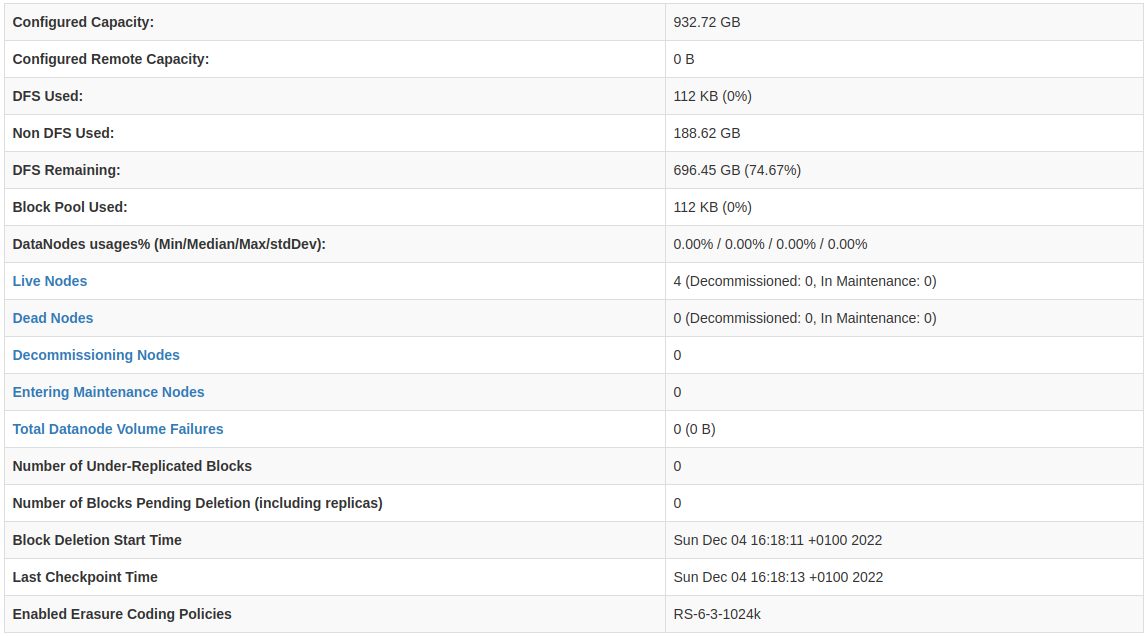 Configured Capacity: 932.72 GB
Configured Remote Capacity: 0 B
DFS Used: 112 KB (0%)
Non DFS Used: 188.62 GB
DFS Remaining: 696.45 GB (74.67%)
Block Pool Used: 112 KB (0%)
DataNodes usages% (Min/Median/Max/stdDev): 0.00% / 0.00% / 0.00% / 0.00%
Live Nodes 4 (Decommissioned: 0, In Maintenance: 0)
Dead Nodes 0 (Decommissioned: 0, In Maintenance: 0)
Decommissioning Nodes 0
Entering Maintenance Nodes 0
Total Datanode Volume Failures 0 (0 B)
Number of Under-Replicated Blocks 0
Number of Blocks Pending Deletion (including replicas) 0
Block Deletion Start Time Sun Dec 04 16:18:11 +0100 2022
Last Checkpoint Time Sun Dec 04 16:18:13 +0100 2022
Enabled Erasure Coding Policies RS-6-3-1024k